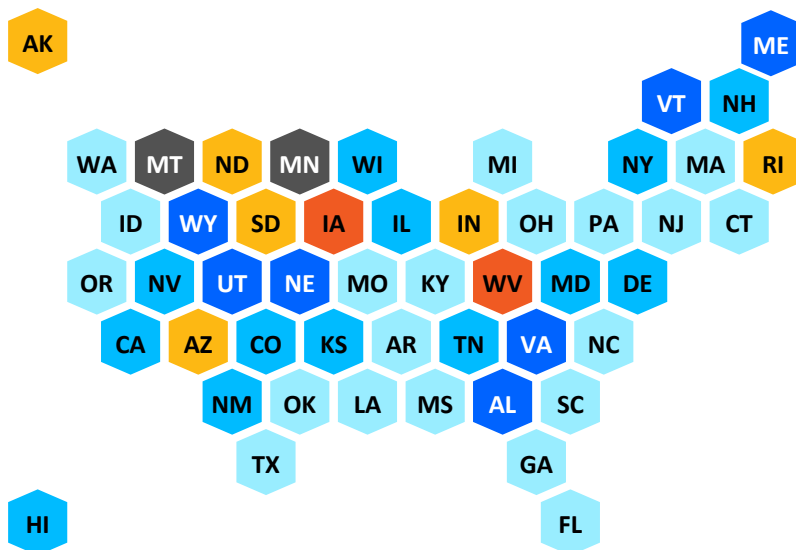 AK ME
VT NH
WA MT ND MN WI MI NY MA RI
ID WY SD IA IL IN OH PA NJ CT
OR NV UT NE MO KY WV MD DE
CA AZ CO KS AR TN VA NC
NM OK LA MS AL SC
TX GA
HI FL